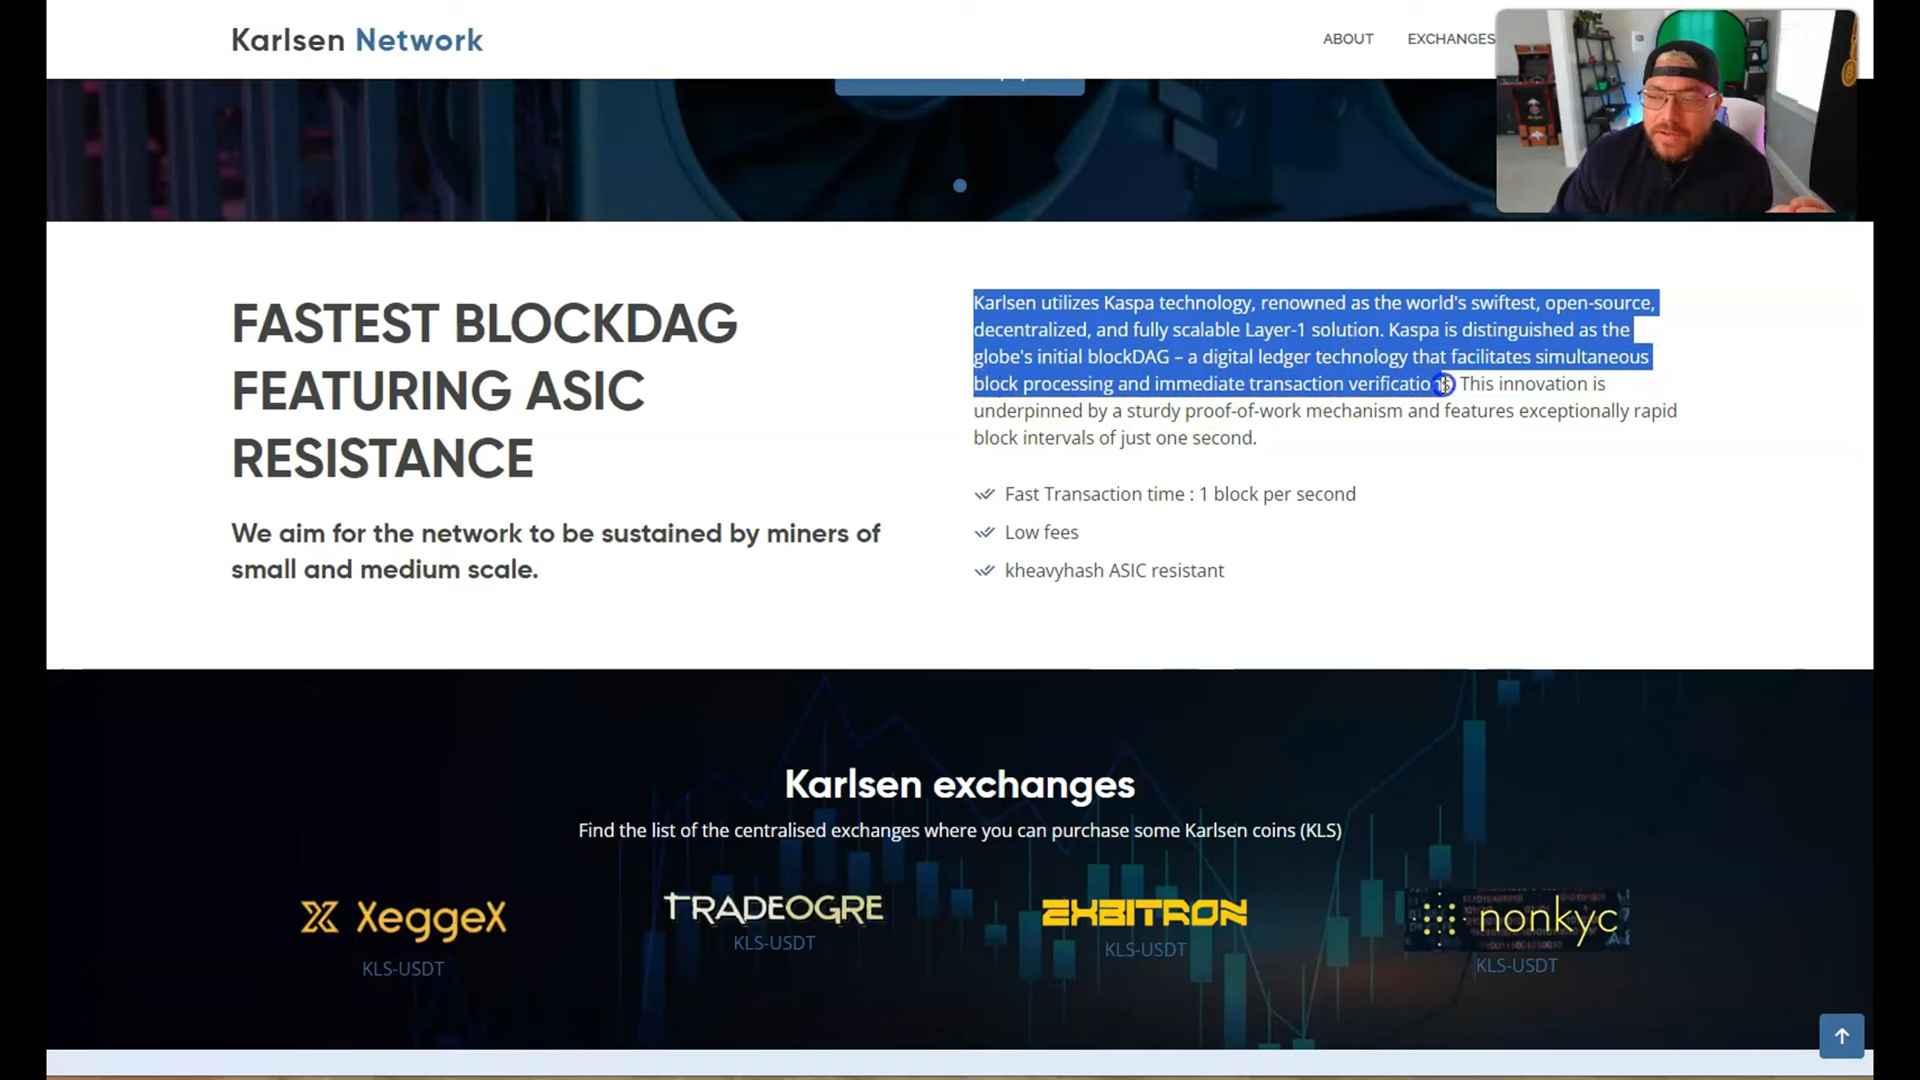 Karlsen Network
ABOUT
EXCHANGES
FASTEST BLOCKDAG
FEATURING ASIC
RESISTANCE
We aim for the network to be sustained by miners of
small and medium scale.
Karlsen utilizes Kaspa technology, renowned as the world's swiftest, open-source,
decentralized, and fully scalable Layer-1 solution. Kaspa is distinguished as the
globe's initial blockDAG – a digital ledger technology that facilitates simultaneous
block processing and immediate transaction verifications. This innovation is
underpinned by a sturdy proof-of-work mechanism and features exceptionally rapid
block intervals of just one second.
Fast Transaction time : 1 block per second
Low fees
kheavyhash ASIC resistant
Karlsen exchanges
Find the list of the centralised exchanges where you can purchase some Karlsen coins (KLS)
XeggeX
KLS-USDT
TRADEOGRE
KLS-USDT
EXBITRON
KLS-USDT
nonkyc
KLS-USDT